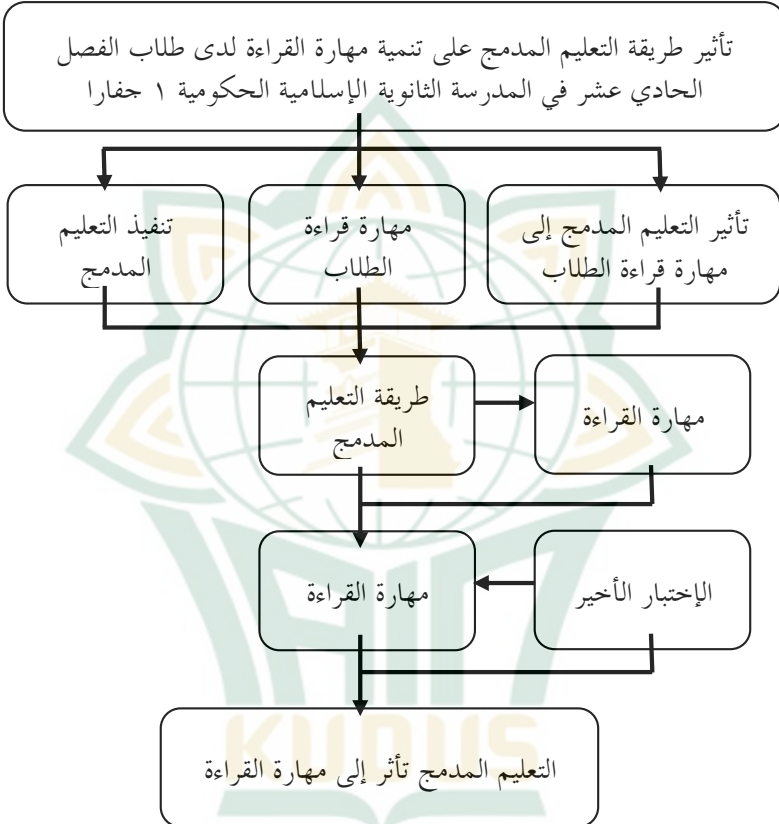 تأثير طريقة التعليم المدمج على تنمية مهارة القراءة لدى طلاب الفصل
الحادي عشر في المدرسة الثانوية الإسلامية الحكومية ١ جفارا
تأثير التعليم المدمج إلى
مهارة قراءة الطلاب
مهارة قراءة
الطلاب
تنفيذ التعليم
المدمج
طريقة التعليم
المدمج
مهارة القراءة
مهارة القراءة
الإختبار الأخير
التعليم المدمج تأثر إلى مهارة القراءة
IAIN
KUDUS